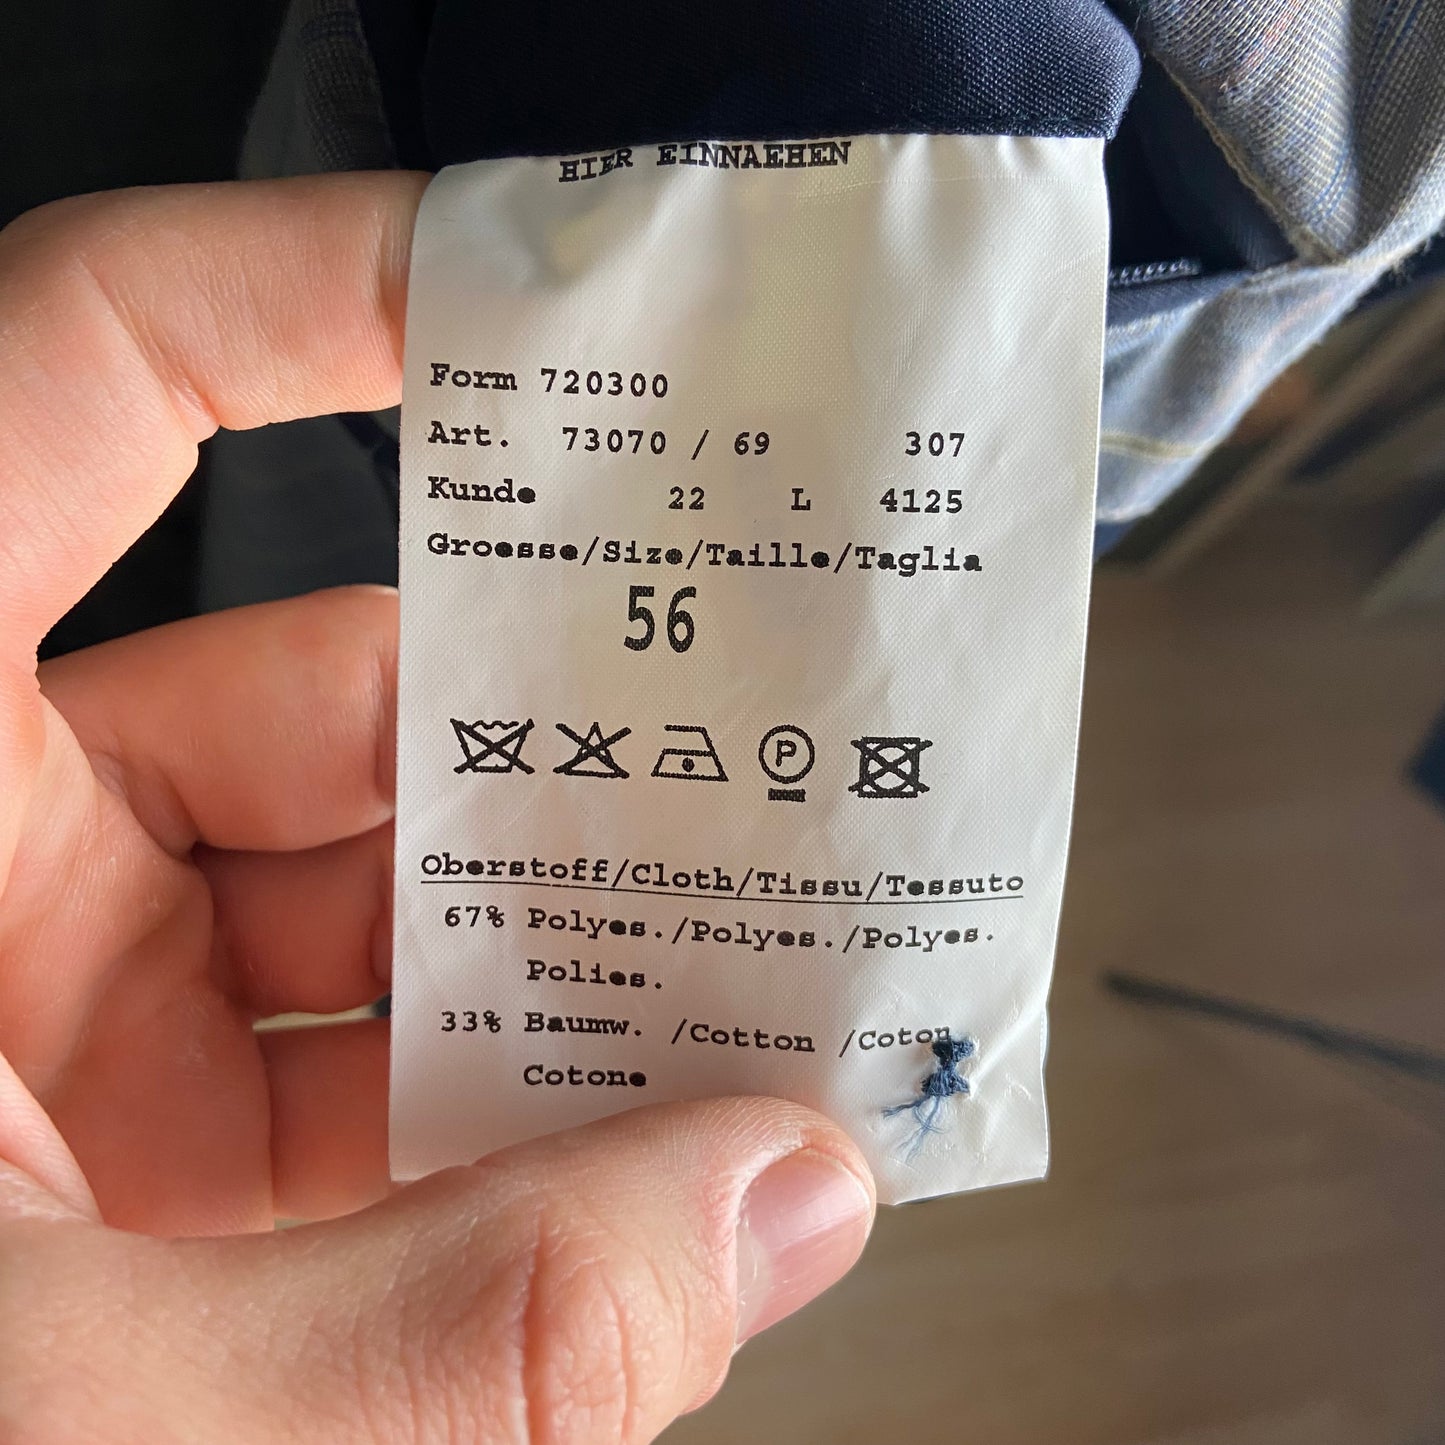 HIER EINNAEHEN
Form 720300
Art. 73070 / 69 307
Kunde 22 L 4125
Groesse/Size/Taille/Taglia
56
P
Oberstoff/Cloth/Tissu/Tessuto
67% Polyes./Polyes./Polyes.
Polies.
33% Baumw. /Cotton /Coton
Cotone